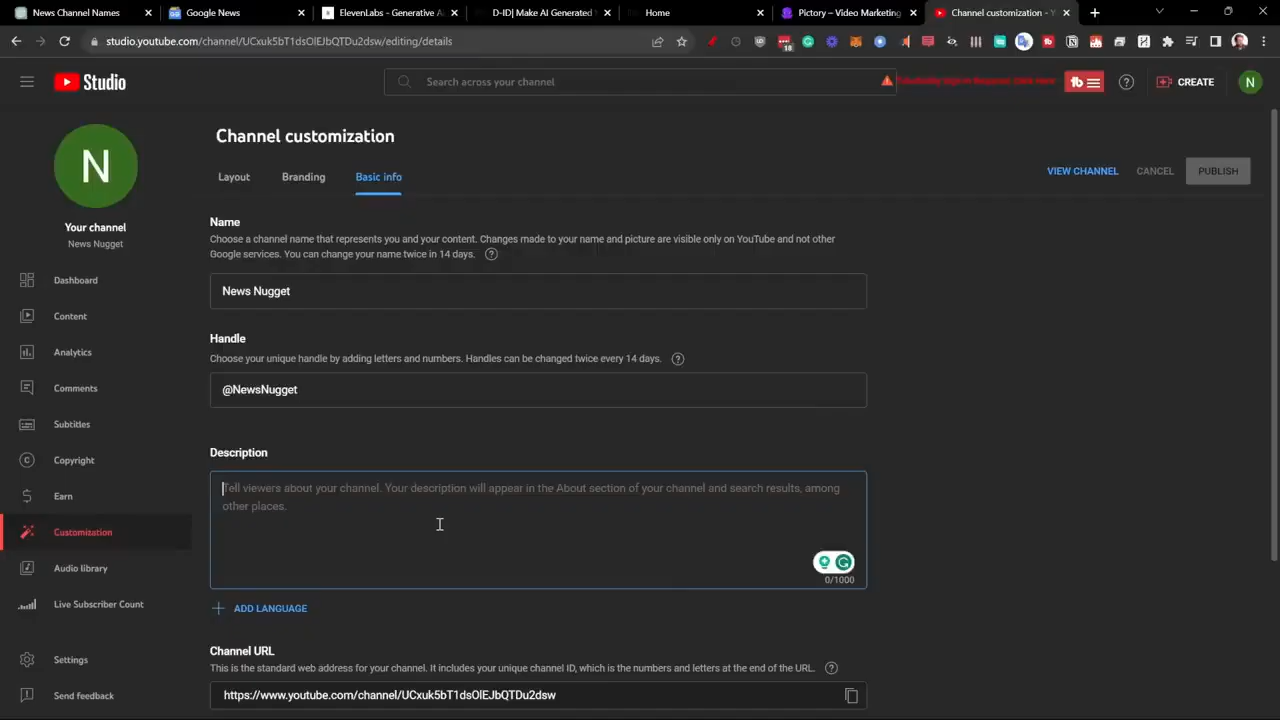 News Channel Names
Google News
ElevenLabs - Generative AI
D-ID| Make AI Generated
Home
Pictory – Video Marketing
Channel customization - Y
studio.youtube.com/channel/UCxuk5bT1dsOlEJbQTDu2dsw/editing/details
18
Studio
Search across your channel
tb
CREATE
N
N
Channel customization
Layout
Branding
Basic info
VIEW CHANNEL
CANCEL
PUBLISH
Your channel
News Nugget
Dashboard
Content
Analytics
Comments
Subtitles
Copyright
Earn
Customization
Audio library
Live Subscriber Count
Settings
Send feedback
Name
Choose a channel name that represents you and your content. Changes made to your name and picture are visible only on YouTube and not other
Google services. You can change your name twice in 14 days.
News Nugget
Handle
Choose your unique handle by adding letters and numbers. Handles can be changed twice every 14 days.
@NewsNugget
Description
Tell viewers about your channel. Your description will appear in the About section of your channel and search results, among
other places.
0/1000
ADD LANGUAGE
Channel URL
This is the standard web address for your channel. It includes your unique channel ID, which is the numbers and letters at the end of the URL.
https://www.youtube.com/channel/UCxuk5bT1dsOlEJbQTDu2dsw